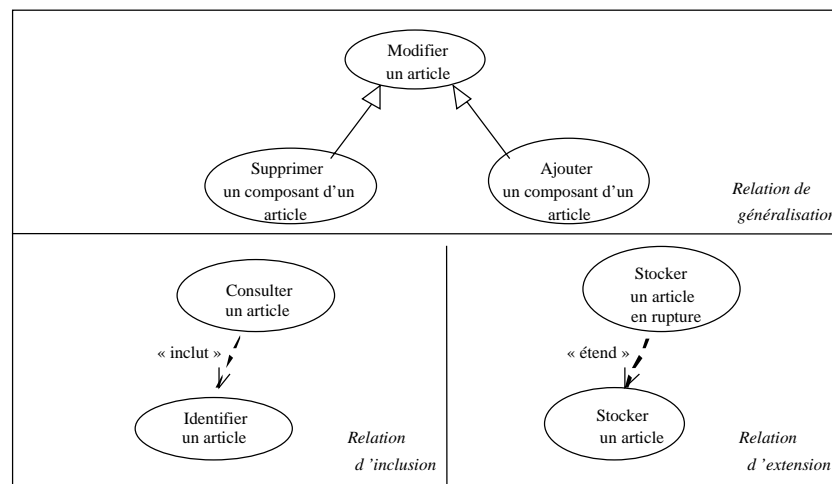 Modifier
un article
Supprimer
un composant d’un
article
Ajouter
un composant d’un
article
Relation de
généralisation
Consulter
un article
« inclut »
Identifier
un article
Relation
d ’inclusion
Stocker
un article
en rupture
« étend »
Stocker
un article
Relation
d ’extension